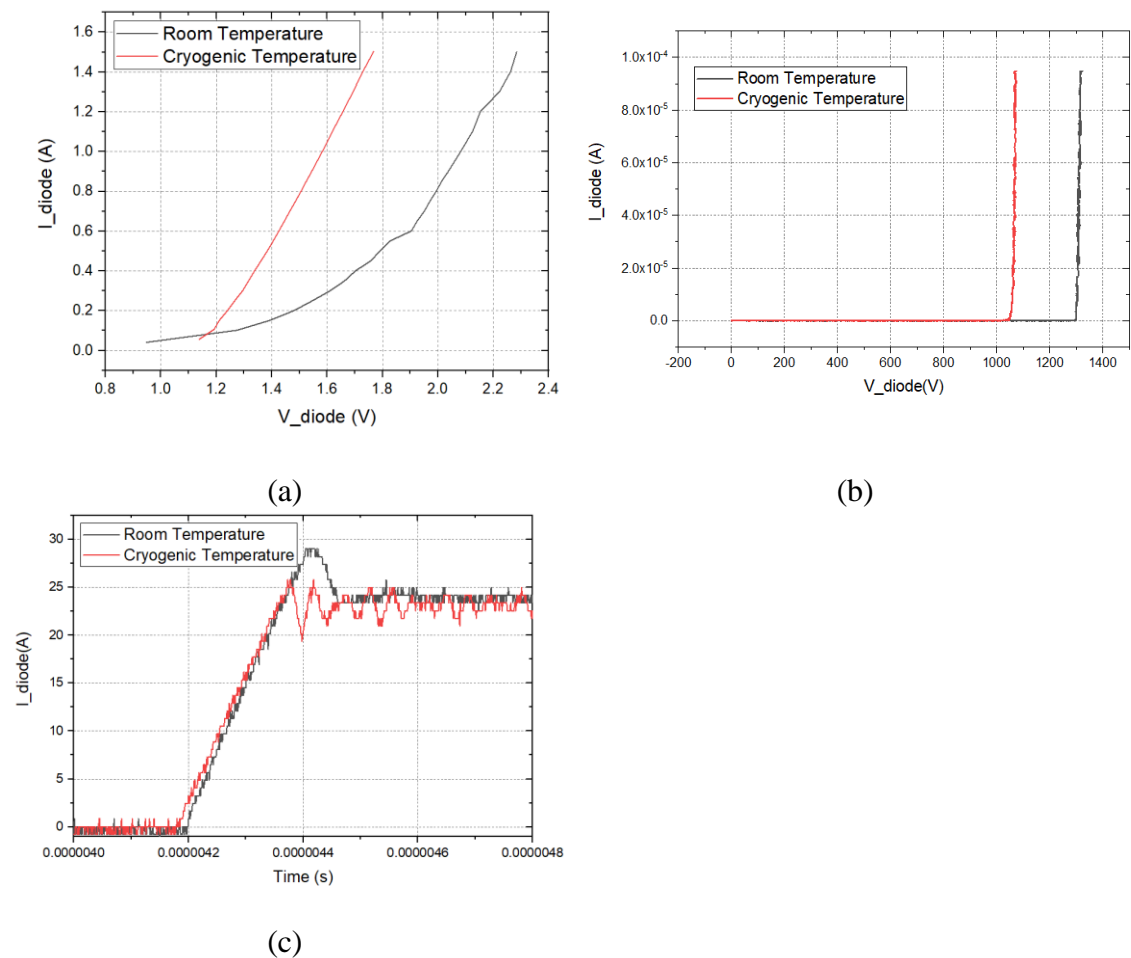 Room Temperature
Cryogenic Temperature
1.6
1.4
1.2
1.0
0.8
0.6
0.4
0.2
0.0
I_diode (A)
0.8 1.0 1.2 1.4 1.6 1.8 2.0 2.2 2.4
V_diode (V)
(a)
Room Temperature
Cryogenic Temperature
1.0x10-4
8.0x10-5
6.0x10-5
4.0x10-5
2.0x10-5
0.0
I_diode (A)
-200 0 200 400 600 800 1000 1200 1400
V_diode(V)
(b)
Room Temperature
Cryogenic Temperature
30
25
20
15
10
5
0
I_diode(A)
0.0000040 0.0000042 0.0000044 0.0000046 0.0000048
Time (s)
(c)